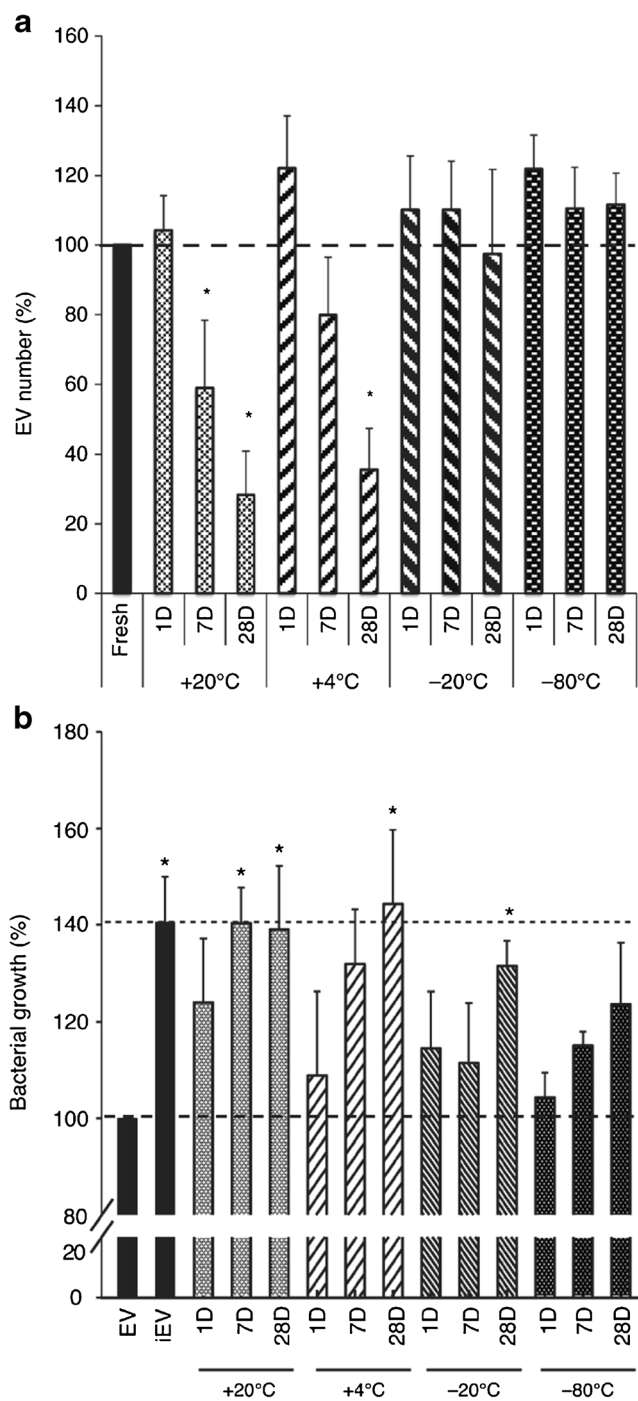 a
160
140
120
100
80
60
40
20
0
EV number (%)
*
*
*
Fresh 1D 7D 28D 1D 7D 28D 1D 7D 28D 1D 7D 28D
+20°C +4°C –20°C –80°C
b
180
160
140
120
100
80
20
0
Bacterial growth (%)
* * * * *
EV iEV 1D 7D 28D 1D 7D 28D 1D 7D 28D 1D 7D 28D
+20°C +4°C –20°C –80°C